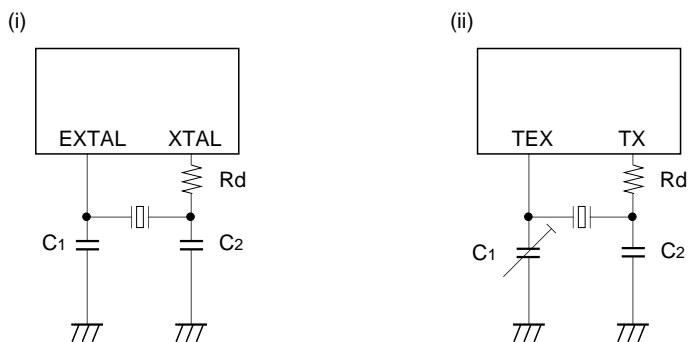 (i)
EXTAL XTAL
Rd
C1
C2
(ii)
TEX TX
Rd
C1
C2